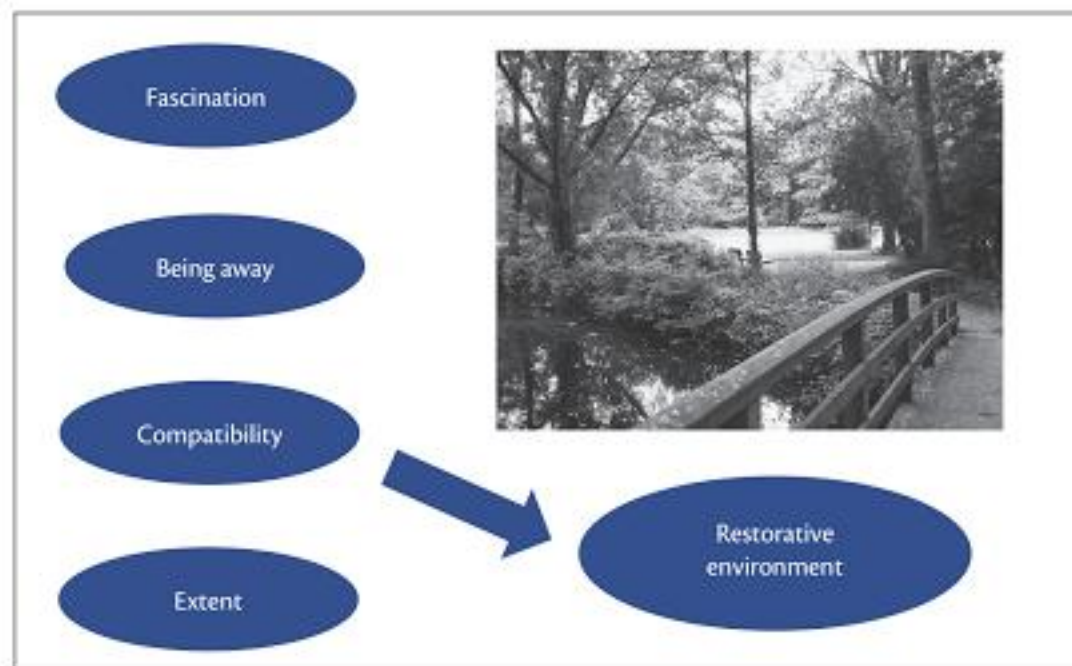 Fascination
Being away
Compatibility
Extent
Restorative
environment